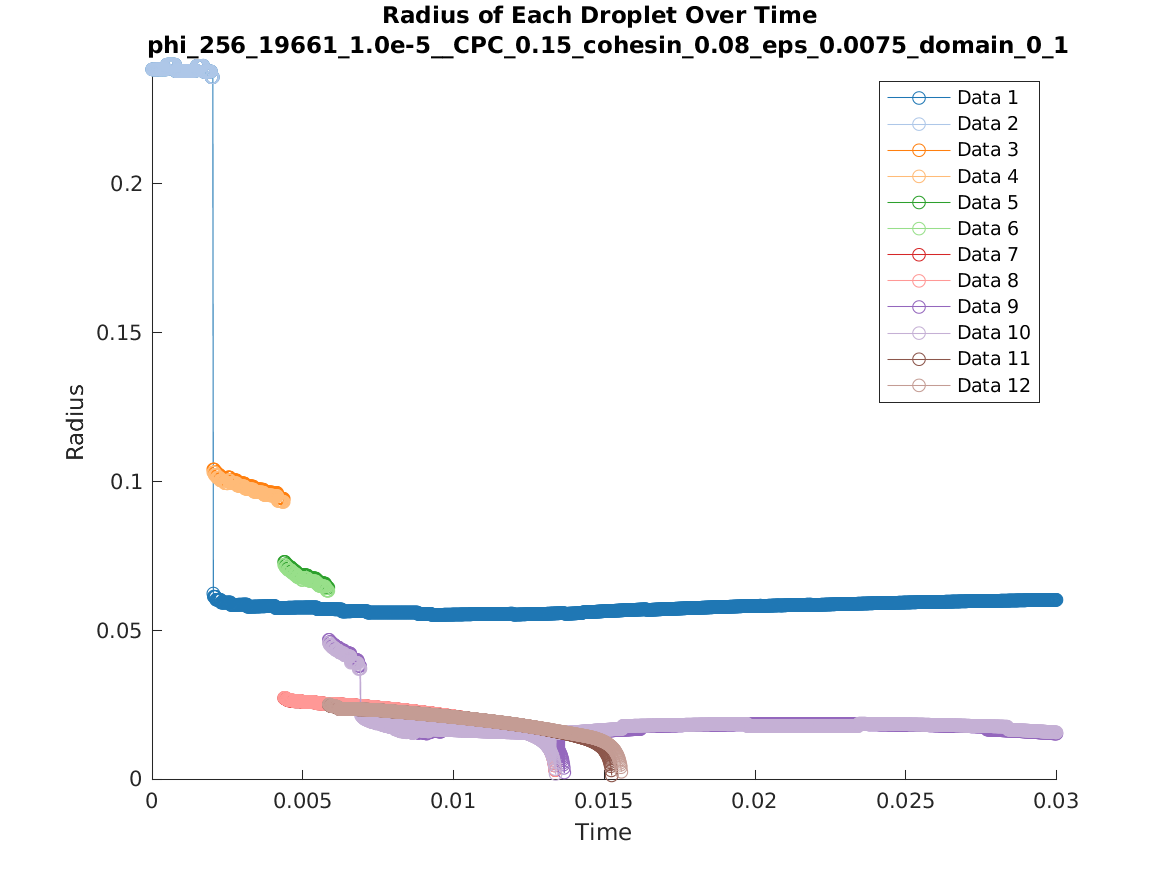 Radius of Each Droplet Over Time
phi_256_19661_1.0e-5__CPC_0.15_cohesin_0.08_eps_0.0075_domain_0_1
Data 1
Data 2
Data 3
Data 4
Data 5
Data 6
Data 7
Data 8
Data 9
Data 10
Data 11
Data 12
0.2
0.15
0.1
0.05
0
Radius
0
0.005
0.01
0.015
0.02
0.025
0.03
Time